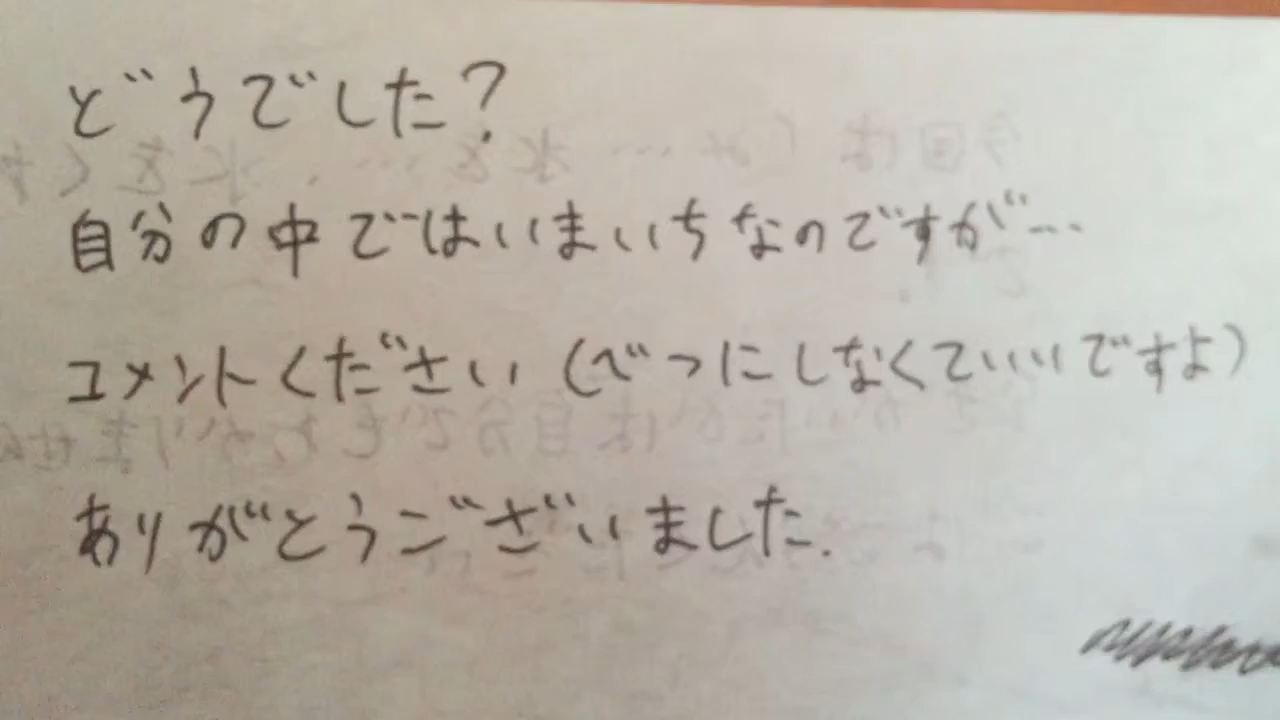 どうでした?
自分の中ではいまいちなのですが…
コメントください(べつにしなくていいですよ)
ありがとうございました.